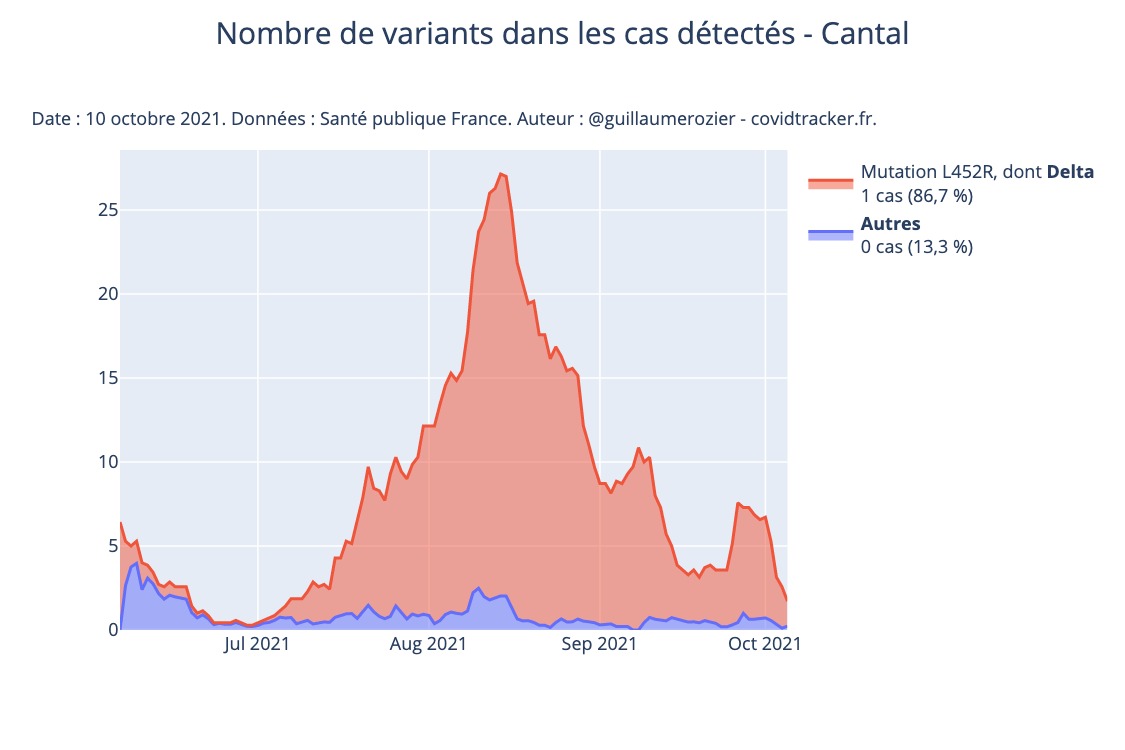 Nombre de variants dans les cas détectés - Cantal
Date : 10 octobre 2021. Données : Santé publique France. Auteur : @guillaumerozier - covidtracker.fr.
Mutation L452R, dont Delta
1 cas (86,7 %)
Autres
0 cas (13,3 %)
25
20
15
10
5
0
Jul 2021 Aug 2021 Sep 2021 Oct 2021